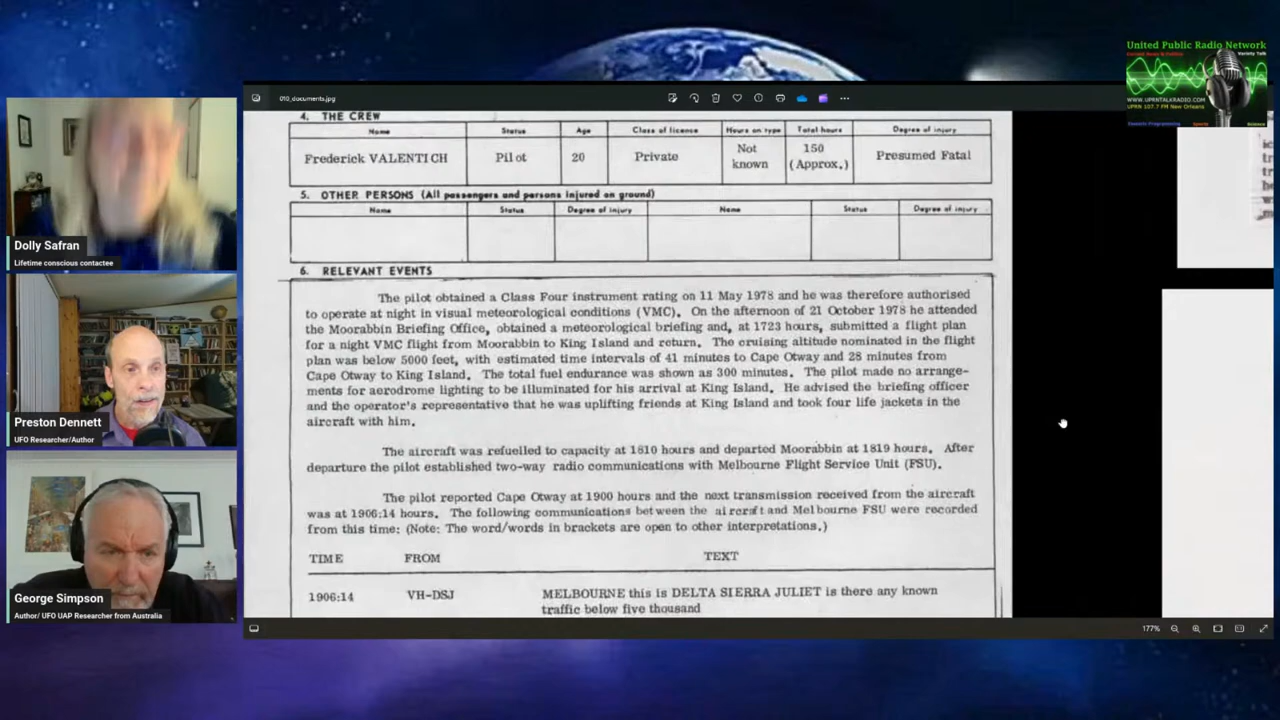 United Public Radio Network
Variety Talk
WWW.UPRNTALKRADIO.COM
UPRN 107.7 FM New Orleans
010_documents.jpg
4. THE CREW
Name Status Age Class of license Hours on type Total hours Degree of injury
Frederick VALENTICH Pilot 20 Private Not known 150 (Approx.) Presumed Fatal
5. OTHER PERSONS (All passengers and persons injured on ground)
Name Status Degree of injury Name Status Degree of injury
6. RELEVANT EVENTS
The pilot obtained a Class Four instrument rating on 11 May 1978 and he was therefore authorised
to operate at night in visual meteorological conditions (VMC). On the afternoon of 21 October 1978 he attended
the Moorabbin Briefing Office, obtained a meteorological briefing and, at 1723 hours, submitted a flight plan
for a night VMC flight from Moorabbin to King Island and return. The cruising altitude nominated in the flight
plan was below 5000 feet, with estimated time intervals of 41 minutes to Cape Otway and 28 minutes from
Cape Otway to King Island. The total fuel endurance was shown as 300 minutes. The pilot made no arrange-
ments for aerodrome lighting to be illuminated for his arrival at King Island. He advised the briefing officer
and the operator's representative that he was uplifting friends at King Island and took four life jackets in the
aircraft with him.
The aircraft was refuelled to capacity at 1810 hours and departed Moorabbin at 1819 hours. After
departure the pilot established two-way radio communications with Melbourne Flight Service Unit (FSU).
The pilot reported Cape Otway at 1900 hours and the next transmission received from the aircraft
was at 1906:14 hours. The following communications between the aircraft and Melbourne FSU were recorded
from this time: (Note: The word/words in brackets are open to other interpretations.)
TIME FROM TEXT
1906:14 VH-DSJ MELBOURNE this is DELTA SIERRA JULIET is there any known
traffic below five thousand
177%
Dolly Safran
Lifetime conscious contactee
Preston Dennett
UFO Researcher/Author
George Simpson
Author/ UFO UAP Researcher from Australia